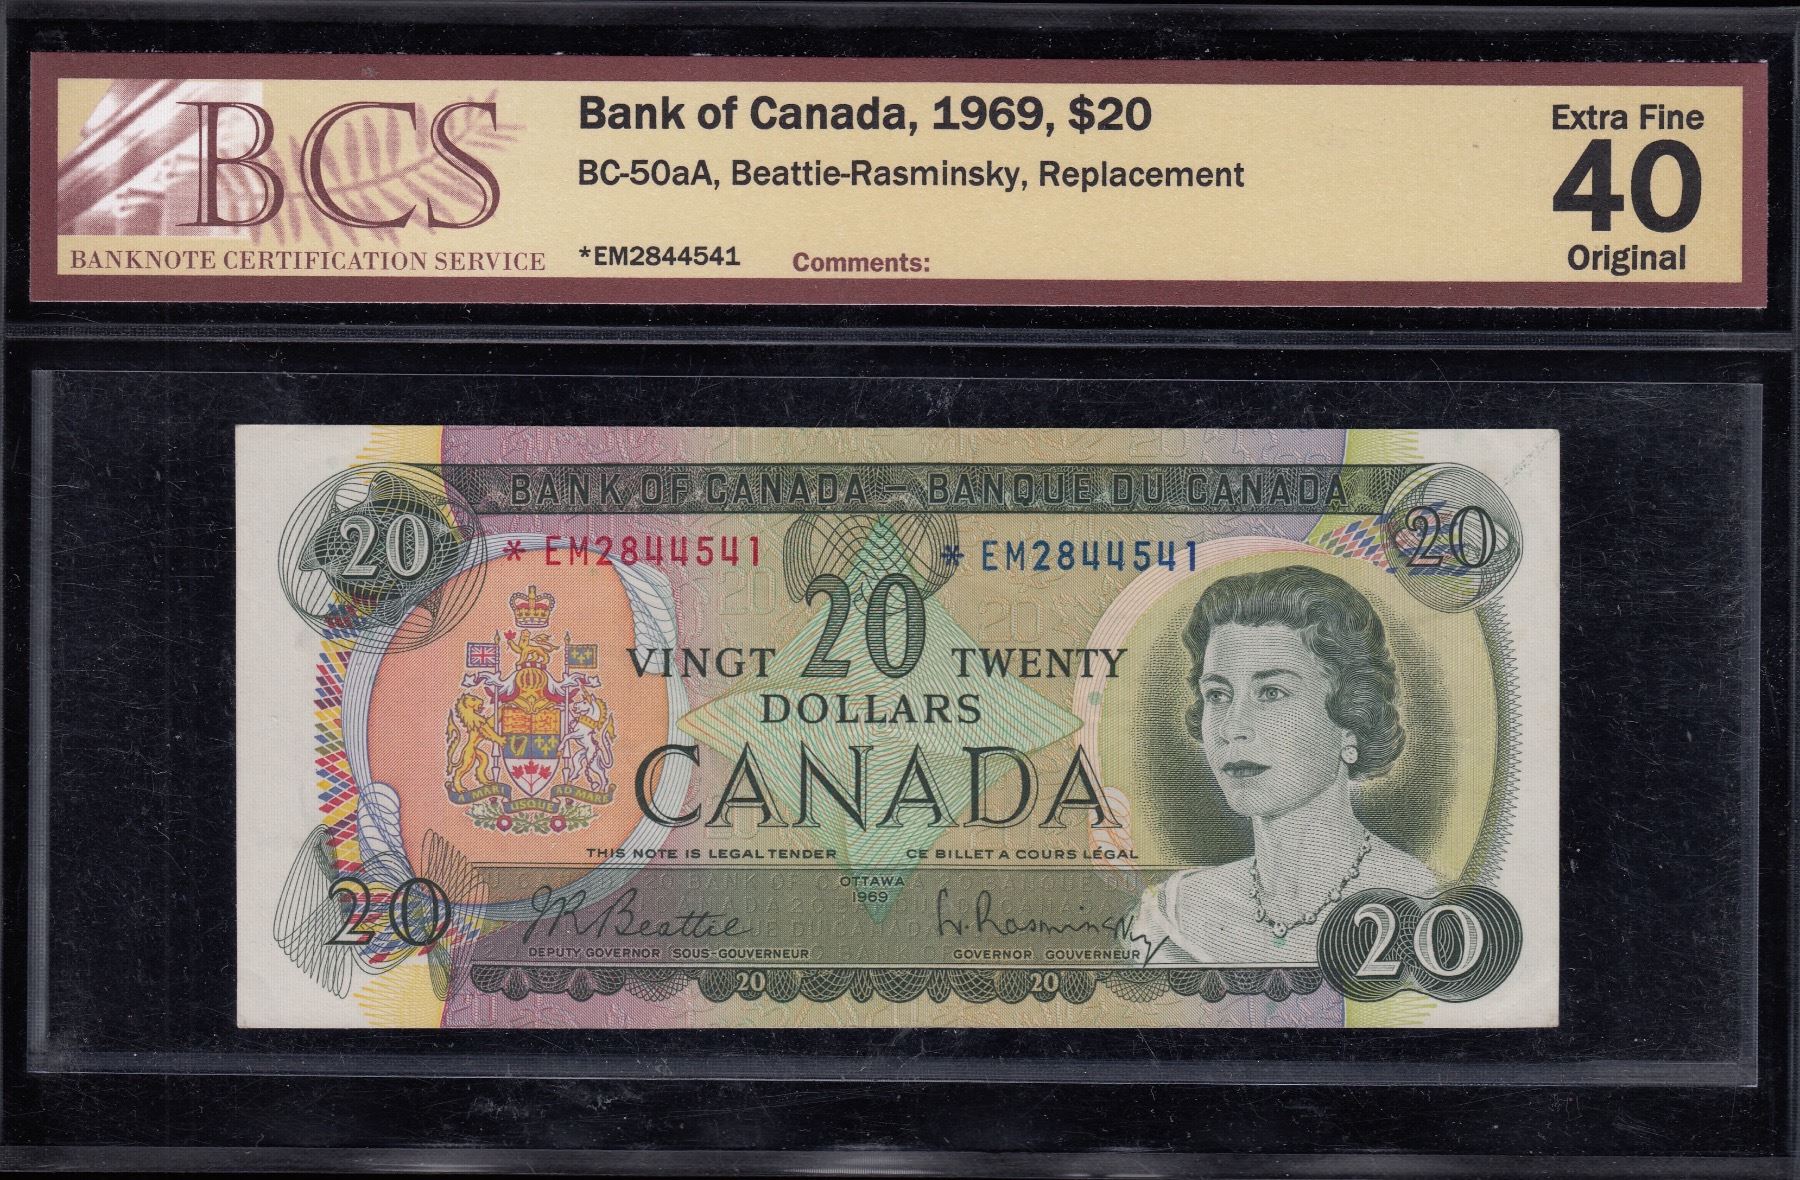 BCS
BANKNOTE CERTIFICATION SERVICE
Bank of Canada, 1969, $20
BC-50aA, Beattie-Rasminsky, Replacement
*EM2844541
Comments:
Extra Fine
40
Original
BANK OF CANADA – BANQUE DU CANADA
20
20
* EM2844541
* EM2844541
VINGT 20 TWENTY
DOLLARS
CANADA
A MARI USQUE AD MARE
THIS NOTE IS LEGAL TENDER CE BILLET A COURS LÉGAL
OTTAWA
1969
JR Beattie
L. Rasminsky
DEPUTY GOVERNOR SOUS-GOUVERNEUR
GOVERNOR GOUVERNEUR
20
20
20
20